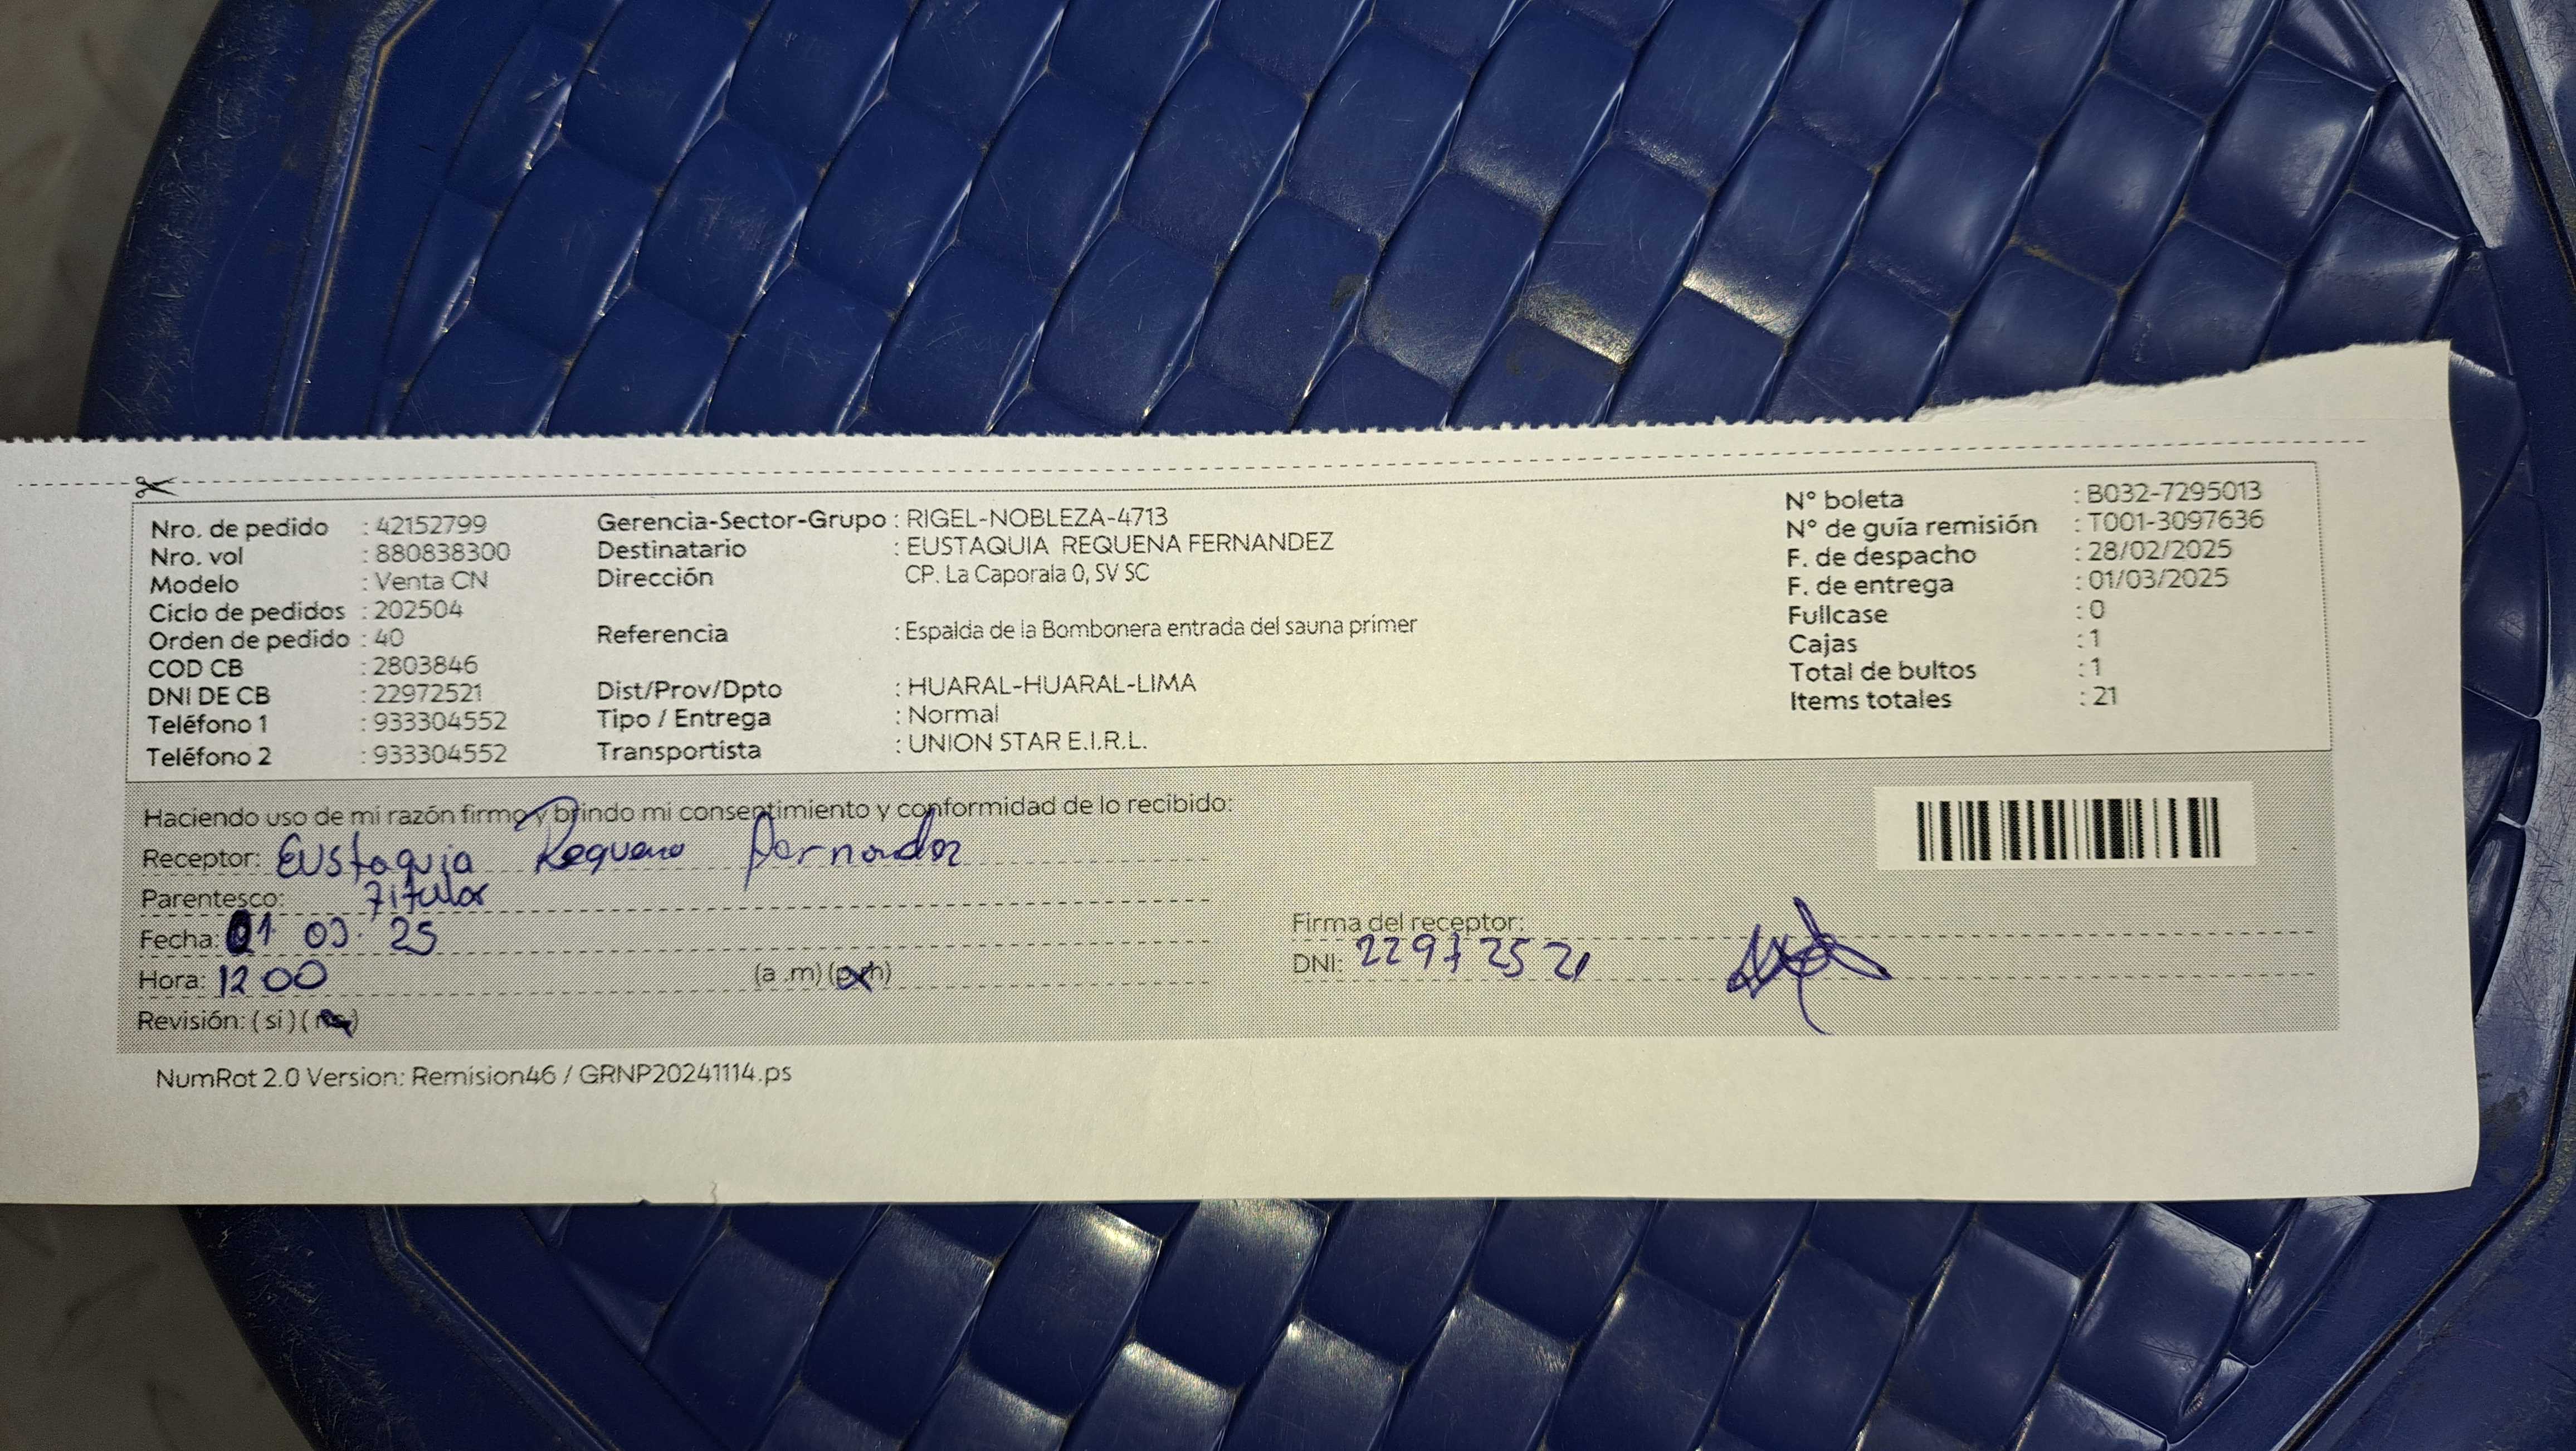 Nro. de pedido : 42152799
Nro. vol : 880838300
Modelo : Venta CN
Ciclo de pedidos : 202504
Orden de pedido : 40
COD CB : 2803846
DNI DE CB : 22972521
Teléfono 1 : 933304552
Teléfono 2 : 933304552
Gerencia-Sector-Grupo : RIGEL-NOBLEZA-4713
Destinatario : EUSTAQUIA REQUENA FERNANDEZ
Dirección CP. La Caporala 0, SV SC
Referencia : Espalda de la Bombonera entrada del sauna primer
Dist/Prov/Dpto : HUARAL-HUARAL-LIMA
Tipo / Entrega : Normal
Transportista : UNION STAR E.I.R.L.
N° boleta : B032-7295013
N° de guía remisión : T001-3097636
F. de despacho : 28/02/2025
F. de entrega : 01/03/2025
Fullcase : 0
Cajas : 1
Total de bultos : 1
Items totales : 21
Haciendo uso de mi razón firmo y brindo mi consentimiento y conformidad de lo recibido:
Receptor: Eustaquia Requena Fernandez
Parentesco: Titular
Fecha: 01 03. 25
Hora: 12 00 (a .m) (p.m)
Revisión: ( sí ) ( no )
Firma del receptor:
DNI: 22972521
NumRot 2.0 Version: Remision46 / GRNP20241114.ps